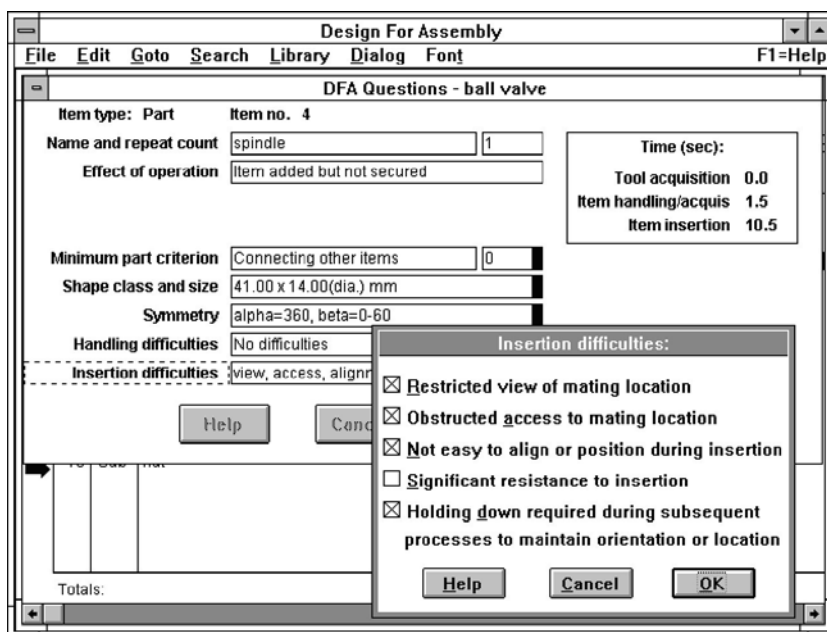 Design For Assembly
File Edit Goto Search Library Dialog Font F1=Help
DFA Questions - ball valve
Item type: Part Item no. 4
Name and repeat count spindle 1
Effect of operation Item added but not secured
Time (sec):
Tool acquisition 0.0
Item handling/acquis 1.5
Item insertion 10.5
Minimum part criterion Connecting other items 0
Shape class and size 41.00 x 14.00(dia.) mm
Symmetry alpha=360, beta=0-60
Handling difficulties No difficulties
Insertion difficulties view, access,
Help
Insertion difficulties:
Restricted view of mating location
Obstructed access to mating location
Not easy to align or position during insertion
Significant resistance to insertion
Holding down required during subsequent
processes to maintain orientation or location
Help Cancel OK
Totals: